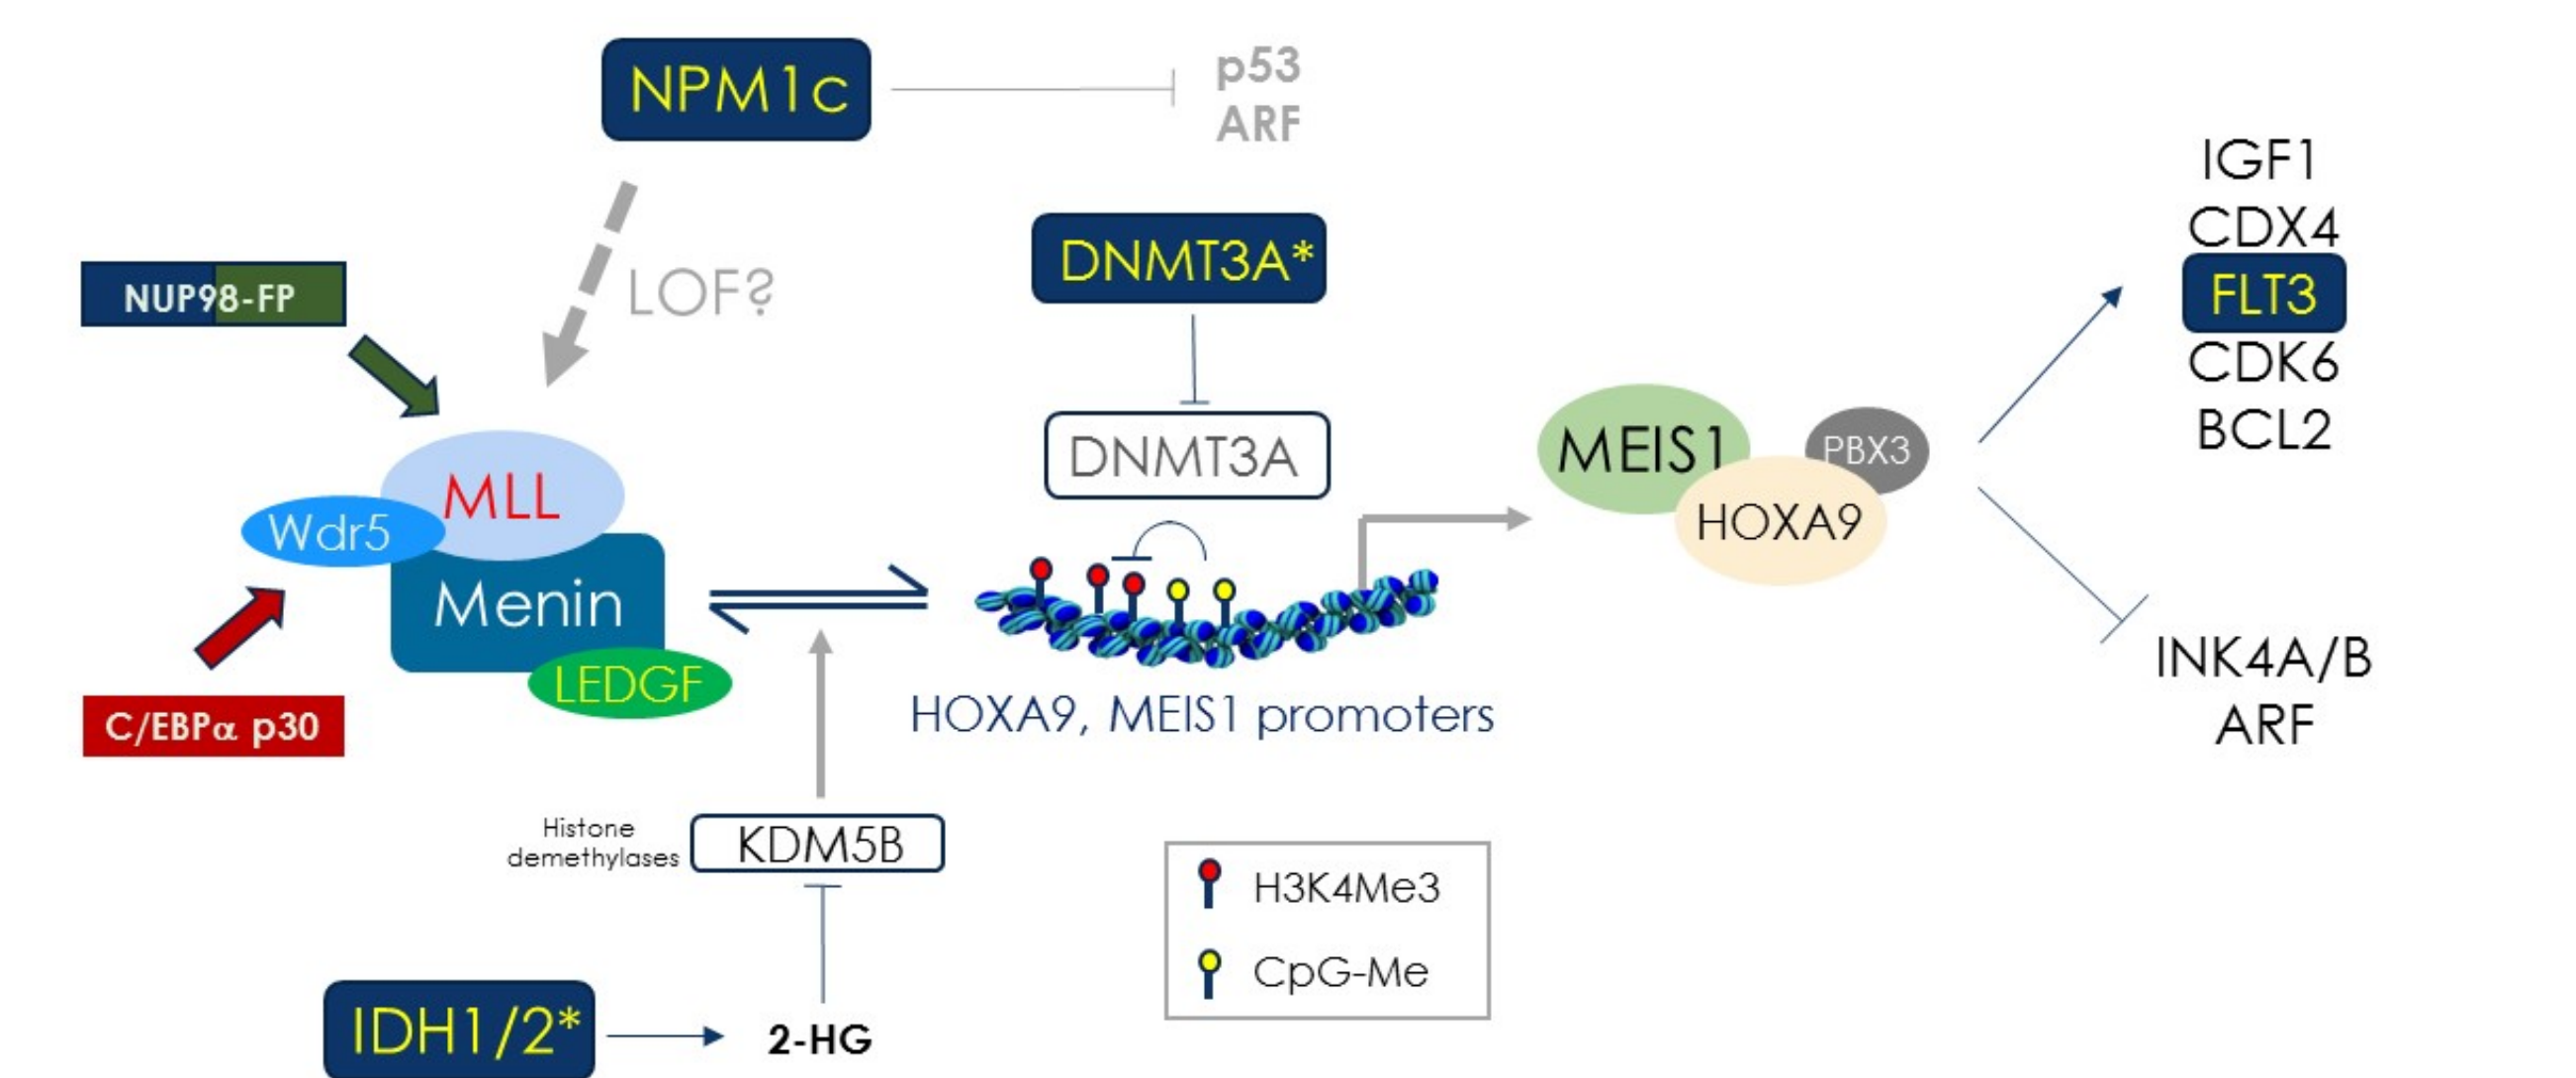 NPM1c
p53
ARF
IGF1
CDX4
FLT3
CDK6
BCL2
DNMT3A*
NUP98-FP
LOF?
DNMT3A
MEIS1
PBX3
HOXA9
MLL
Wdr5
Menin
LEDGF
C/EBPα p30
HOXA9, MEIS1 promoters
INK4A/B
ARF
Histone
demethylases
KDM5B
H3K4Me3
CpG-Me
IDH1/2*
2-HG